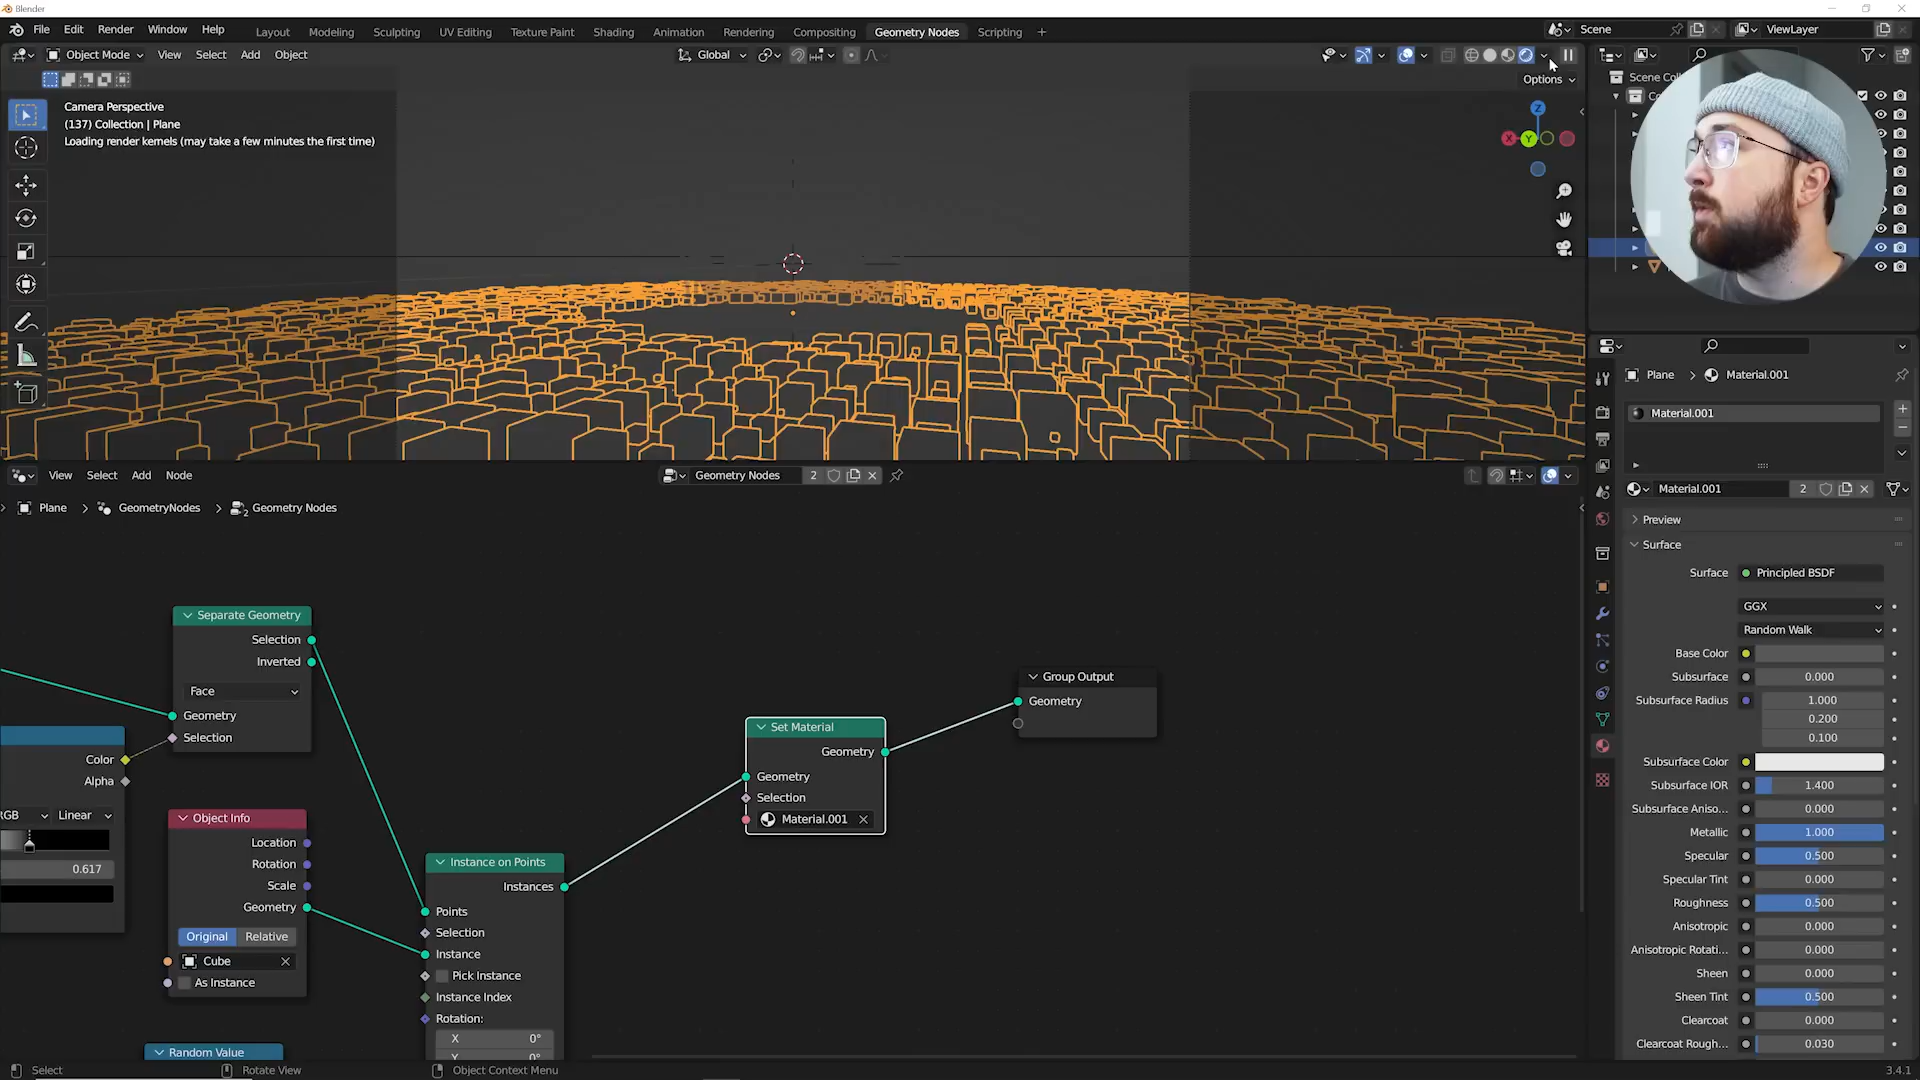 Blender
File Edit Render Window Help
Layout Modeling Sculpting UV Editing Texture Paint Shading Animation Rendering Compositing Geometry Nodes Scripting +
Scene
ViewLayer
Object Mode View Select Add Object
Global
Options
Camera Perspective
(137) Collection | Plane
Loading render kernels (may take a few minutes the first time)
Z
X
Y
Plane > Material.001
Material.001
Material.001 2
Preview
Surface
Surface Principled BSDF
GGX
Random Walk
Base Color
Subsurface 0.000
Subsurface Radius 1.000
0.200
0.100
Subsurface Color
Subsurface IOR 1.400
Subsurface Aniso... 0.000
Metallic 1.000
Specular 0.500
Specular Tint 0.000
Roughness 0.500
Anisotropic 0.000
Anisotropic Rotati... 0.000
Sheen 0.000
Sheen Tint 0.500
Clearcoat 0.000
Clearcoat Rough... 0.030
View Select Add Node
Geometry Nodes 2
Plane > GeometryNodes > Geometry Nodes
2
Separate Geometry
Selection
Inverted
Face
Geometry
Selection
Color
Alpha
Linear
0.617
Object Info
Location
Rotation
Scale
Geometry
Original Relative
Cube
As Instance
Random Value
Instance on Points
Instances
Points
Selection
Instance
Pick Instance
Instance Index
Rotation:
X 0°
Set Material
Geometry
Geometry
Selection
Material.001
Group Output
Geometry
Select Rotate View Object Context Menu
3.4.1